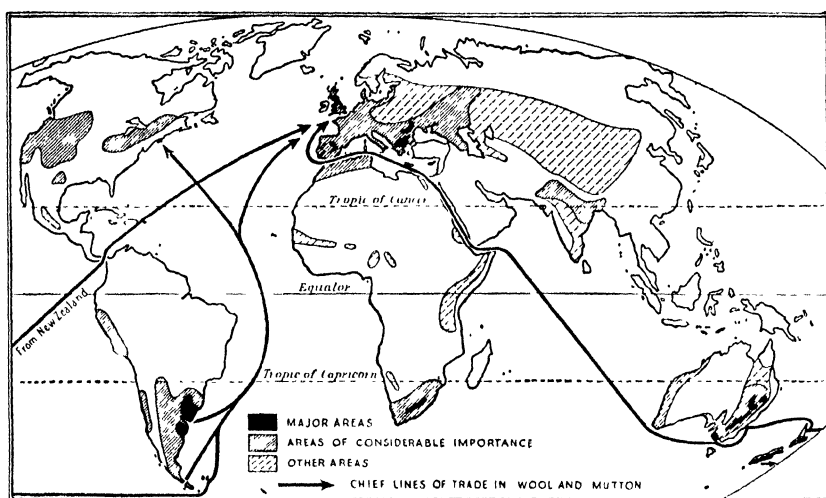 Tropic of Cancer
Equator
From New Zealand
Tropic of Capricorn
MAJOR AREAS
AREAS OF CONSIDERABLE IMPORTANCE
OTHER AREAS
CHIEF LINES OF TRADE IN WOOL AND MUTTON